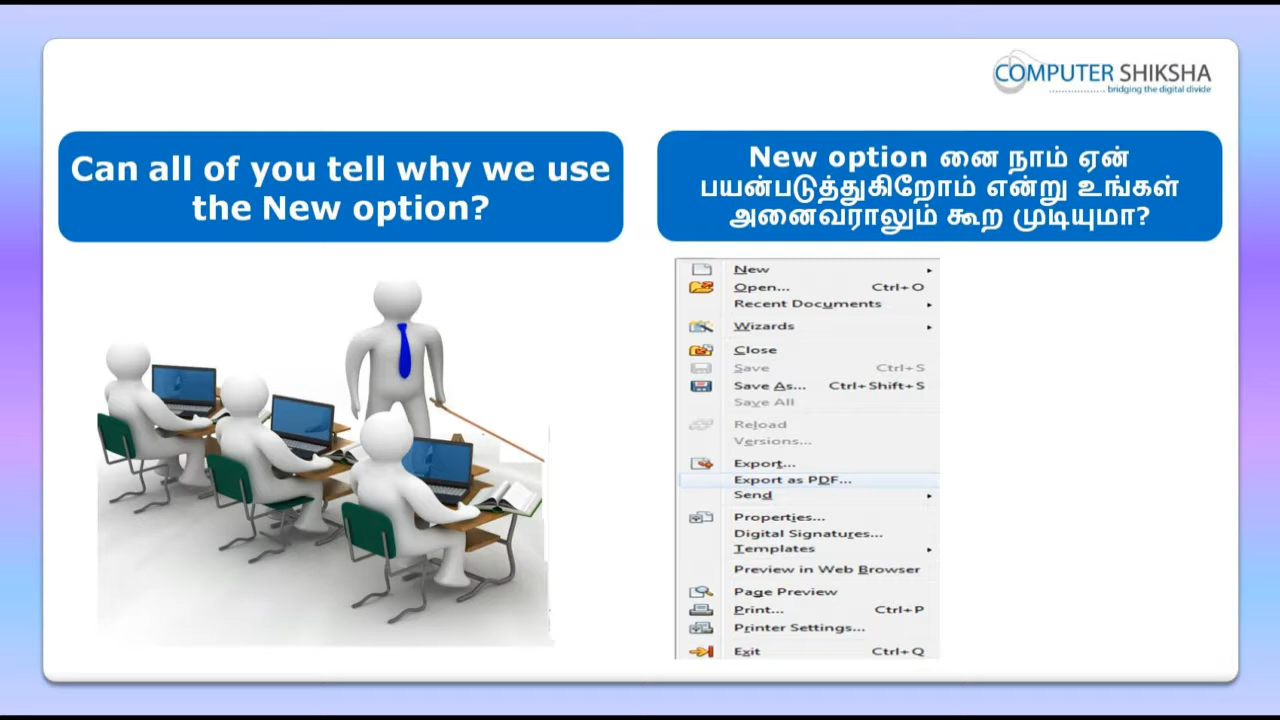 COMPUTER SHIKSHA
bridging the digital divide
Can all of you tell why we use
the New option?
New option னை நாம் ஏன்
பயன்படுத்துகிறோம் என்று உங்கள்
அனைவராலும் கூற முடியுமா?
New
Open... Ctrl+O
Recent Documents
Wizards
Close
Save Ctrl+S
Save As... Ctrl+Shift+S
Save All
Reload
Versions...
Export...
Export as PDF...
Send
Properties...
Digital Signatures...
Templates
Preview in Web Browser
Page Preview
Print... Ctrl+P
Printer Settings...
Exit Ctrl+Q